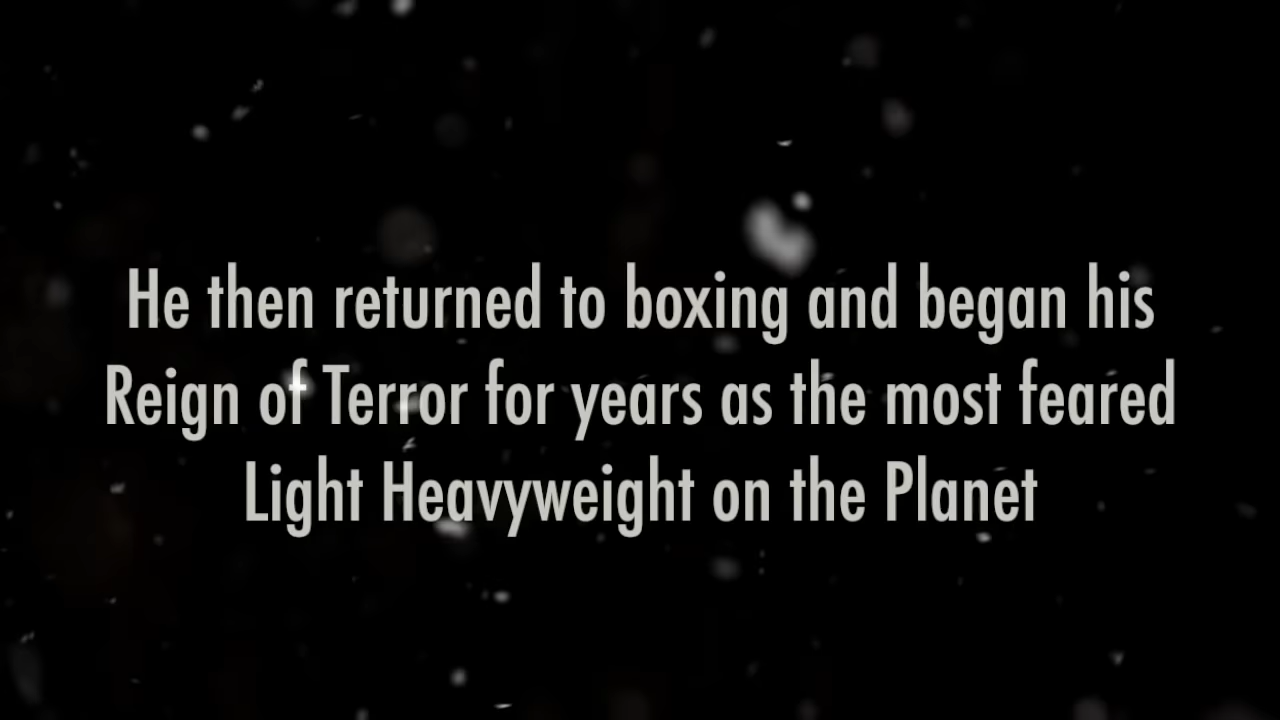 He then returned to boxing and began his
Reign of Terror for years as the most feared
Light Heavyweight on the Planet